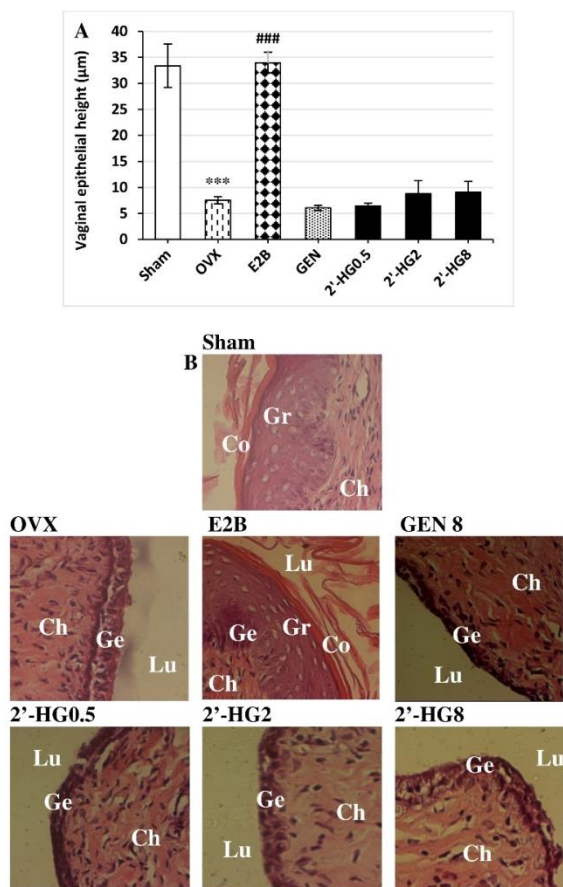 A
Vaginal epithelial height (µm)
40
35
30
25
20
15
10
5
0
***
###
Sham
OVX
E2B
GEN
2'-HG0.5
2'-HG2
2'-HG8
Sham
B
Gr
Co
Ch
OVX
E2B
GEN 8
Ch
Ge
Lu
Lu
Ge
Gr
Co
Ch
Ch
Ge
Lu
2'-HG0.5
2'-HG2
2'-HG8
Lu
Ge
Ch
Ge
Ch
Lu
Ge
Lu
Ch